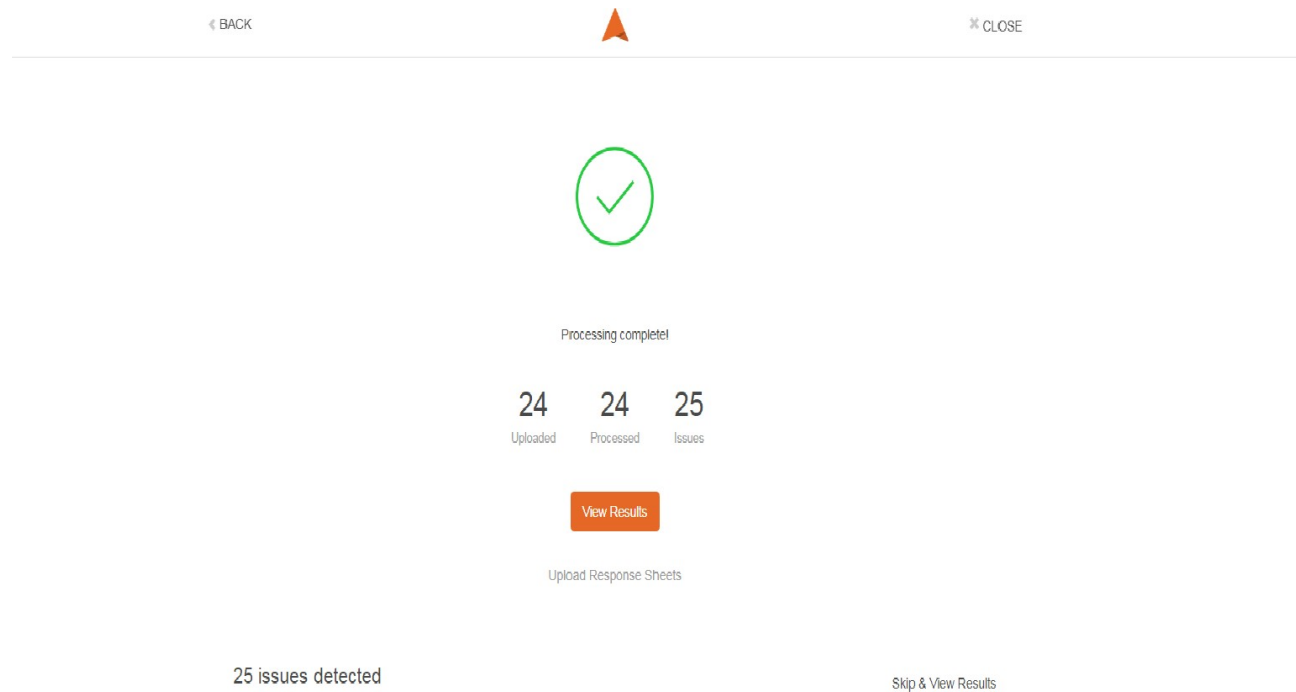 BACK
CLOSE
Processing complete!
24 24 25
Uploaded Processed Issues
View Results
Upload Response Sheets
25 issues detected
Skip & View Results